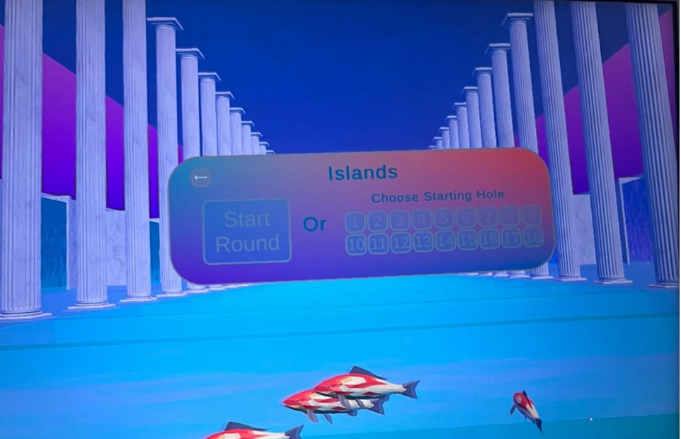 ←
Islands
Choose Starting Hole
Start
Round
Or
1 2 3 4 5 6 7 8 9
10 11 12 13 14 15 16 17 18